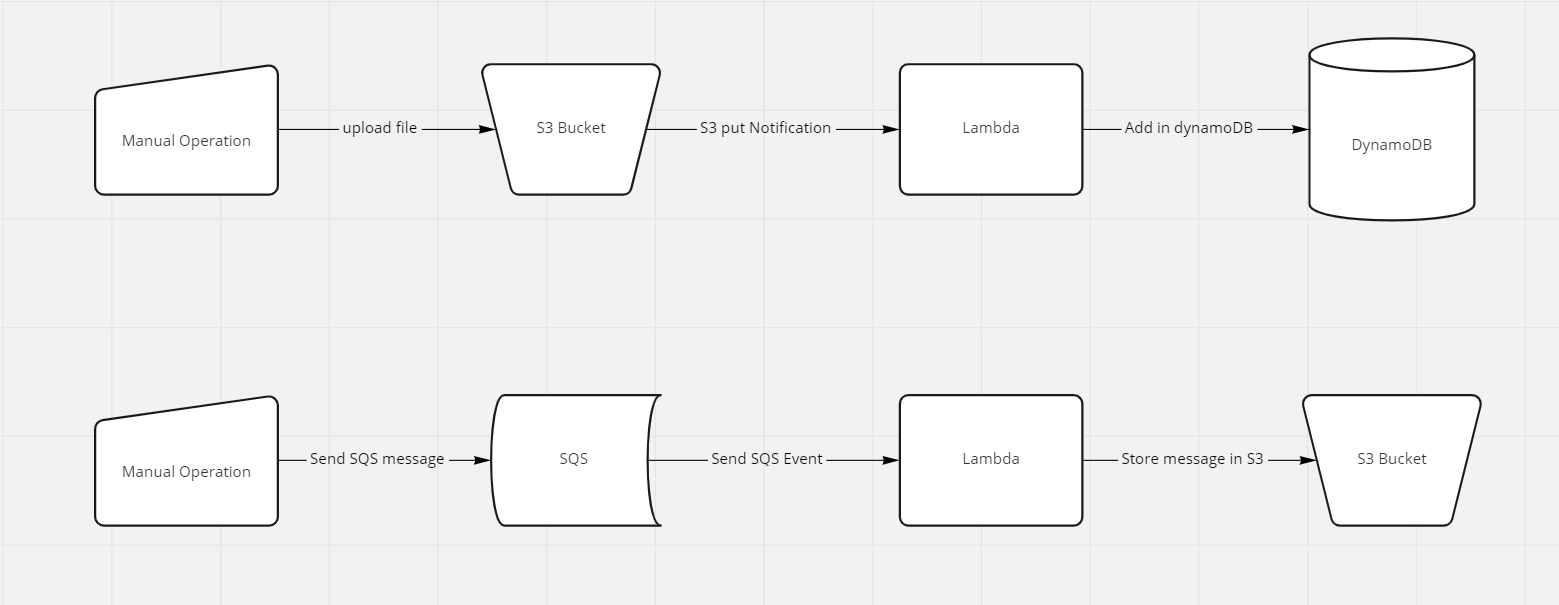 Manual Operation
upload file
S3 Bucket
S3 put Notification
Lambda
Add in dynamoDB
DynamoDB
Manual Operation
Send SQS message
SQS
Send SQS Event
Lambda
Store message in S3
S3 Bucket